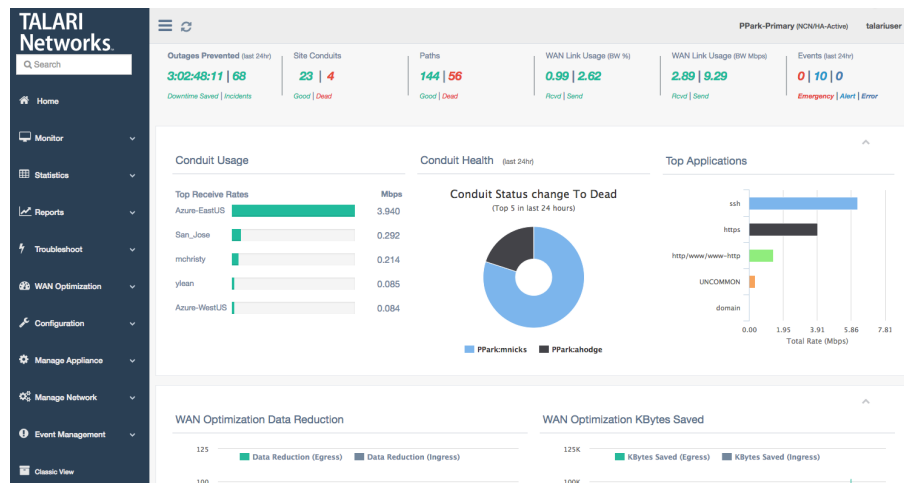 TALARI
Networks.
Search
Home
Monitor
Statistics
Reports
Troubleshoot
WAN Optimization
Configuration
Manage Appliance
Manage Network
Event Management
Classic View
PPark-Primary (NCN/HA-Active) talariuser
Outages Prevented (last 24hr)
3:02:48:11 | 68
Downtime Saved | Incidents
Site Conduits
23 | 4
Good | Dead
Paths
144 | 56
Good | Dead
WAN Link Usage (BW %)
0.99 | 2.62
Rcvd | Send
WAN Link Usage (BW Mbps)
2.89 | 9.29
Rcvd | Send
Events (last 24hr)
0 | 10 | 0
Emergency | Alert | Error
Conduit Usage
Top Receive Rates Mbps
Azure-EastUS 3.940
San_Jose 0.292
mchristy 0.214
ylean 0.085
Azure-WestUS 0.084
Conduit Health (last 24hr)
Conduit Status change To Dead
(Top 5 in last 24 hours)
PPark:mnicks PPark:ahodge
Top Applications
ssh
https
http/www/www-http
UNCOMMON
domain
0.00 1.95 3.91 5.86 7.81
Total Rate (Mbps)
WAN Optimization Data Reduction
125
Data Reduction (Egress) Data Reduction (Ingress)
100
WAN Optimization KBytes Saved
125K
KBytes Saved (Egress) KBytes Saved (Ingress)
100K